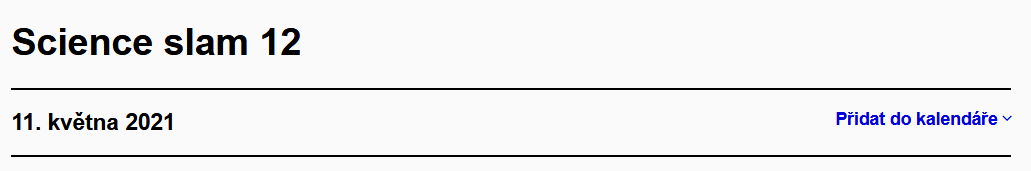 Science slam 12
11. května 2021
Přidat do kalendáře